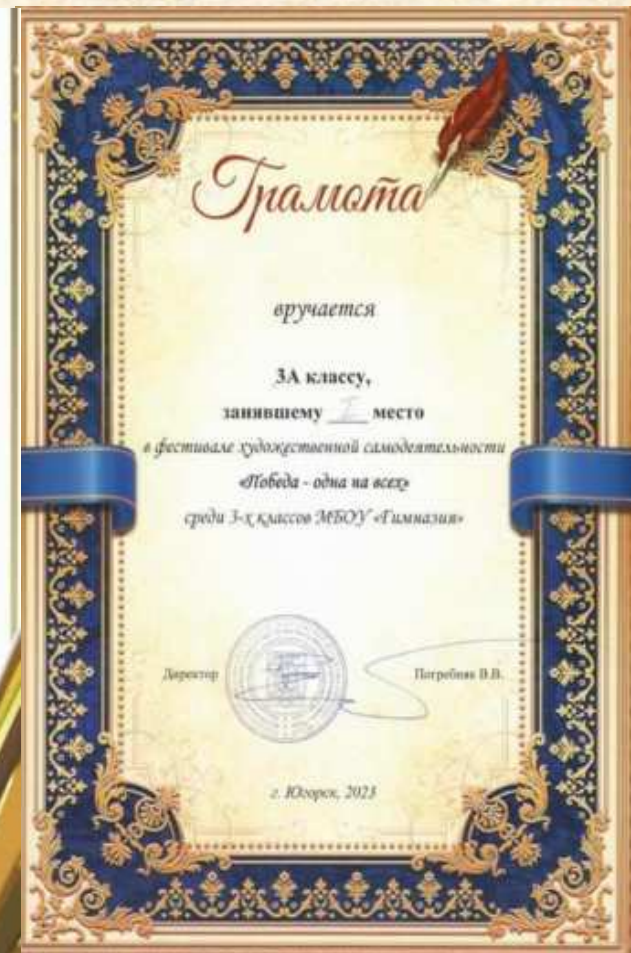 Грамота
вручается
3А классу,
занявшему I место
в фестивале художественной самодеятельности
«Победа - одна на всех»
среди 3-х классов МБОУ «Гимназия»
Директор Погребняк В.В.
г. Югорск, 2023